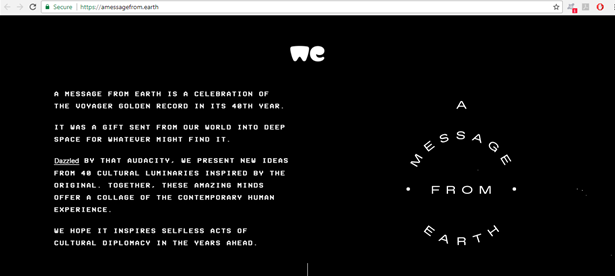 Secure
https://amessagefrom.earth
we
A MESSAGE FROM EARTH IS A CELEBRATION OF
THE VOYAGER GOLDEN RECORD IN ITS 40TH YEAR.
IT WAS A GIFT SENT FROM OUR WORLD INTO DEEP
SPACE FOR WHATEVER MIGHT FIND IT.
Dazzled BY THAT AUDACITY, WE PRESENT NEW IDEAS
FROM 40 CULTURAL LUMINARIES INSPIRED BY THE
ORIGINAL. TOGETHER, THESE AMAZING MINDS
OFFER A COLLAGE OF THE CONTEMPORARY HUMAN
EXPERIENCE.
WE HOPE IT INSPIRES SELFLESS ACTS OF
CULTURAL DIPLOMACY IN THE YEARS AHEAD.
A
MESSAGE
FROM
EARTH